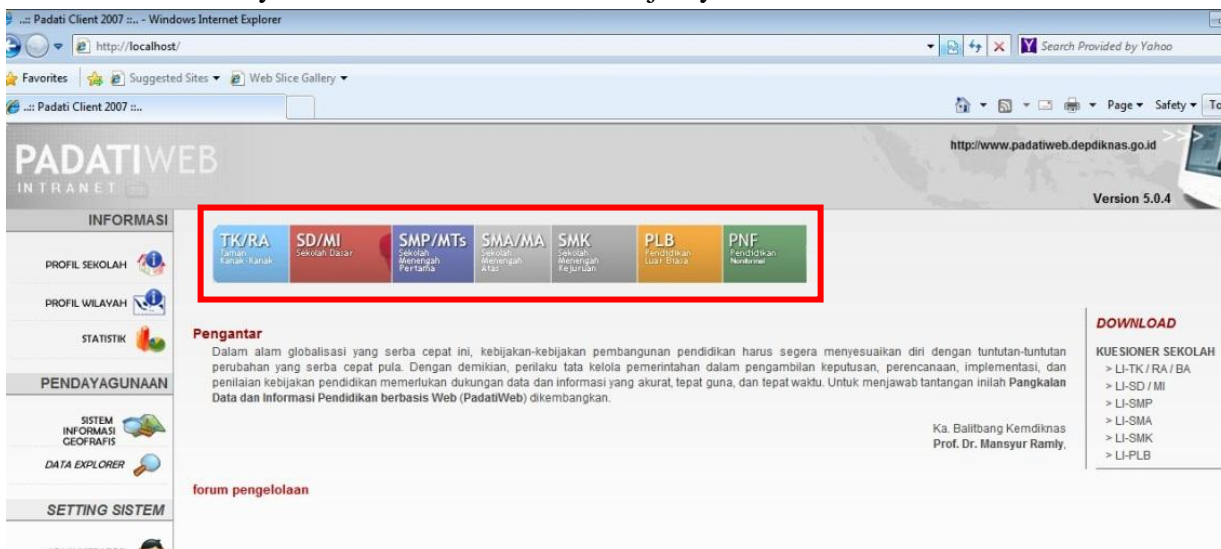 ..:: Padati Client 2007 ::.. - Windows Internet Explorer
http://localhost/
Search Provided by Yahoo
Favorites Suggested Sites Web Slice Gallery
..:: Padati Client 2007 ::..
Page Safety To
PADATIWEB
INTRANET
http://www.padatiweb.depdiknas.go.id
>>>
Version 5.0.4
INFORMASI
PROFIL SEKOLAH
PROFIL WILAYAH
STATISTIK
PENDAYAGUNAAN
SISTEM
INFORMASI
GEOFRAFIS
DATA EXPLORER
SETTING SISTEM
TK/RA
Taman
Kanak-Kanak
SD/MI
Sekolah Dasar
SMP/MTs
Sekolah
Menengah
Pertama
SMA/MA
Sekolah
Menengah
Atas
SMK
Sekolah
Menengah
Kejuruan
PLB
Pendidikan
Luar Biasa
PNF
Pendidikan
Nonformal
Pengantar
Dalam alam globalisasi yang serba cepat ini, kebijakan-kebijakan pembangunan pendidikan harus segera menyesuaikan diri dengan tuntutan-tuntutan
perubahan yang serba cepat pula. Dengan demikian, perilaku tata kelola pemerintahan dalam pengambilan keputusan, perencanaan, implementasi, dan
penilaian kebijakan pendidikan memerlukan dukungan data dan informasi yang akurat, tepat guna, dan tepat waktu. Untuk menjawab tantangan inilah Pangkalan
Data dan Informasi Pendidikan berbasis Web (PadatiWeb) dikembangkan.
Ka. Balitbang Kemdiknas
Prof. Dr. Mansyur Ramly,
forum pengelolaan
DOWNLOAD
KUESIONER SEKOLAH
> LI-TK / RA / BA
> LI-SD / MI
> LI-SMP
> LI-SMA
> LI-SMK
> LI-PLB